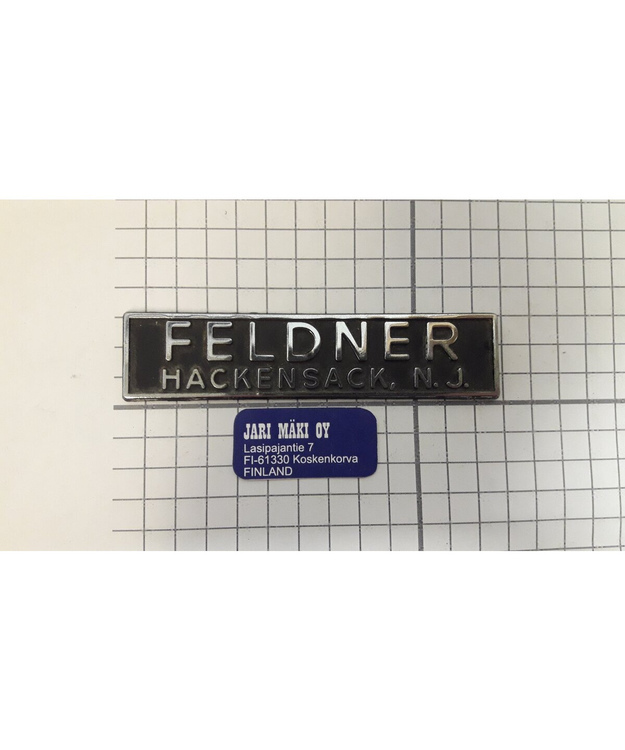 FELDNER
HACKENSACK, N.J.
JARI MÄKI OY
Lasipajantie 7
FI-61330 Koskenkorva
FINLAND